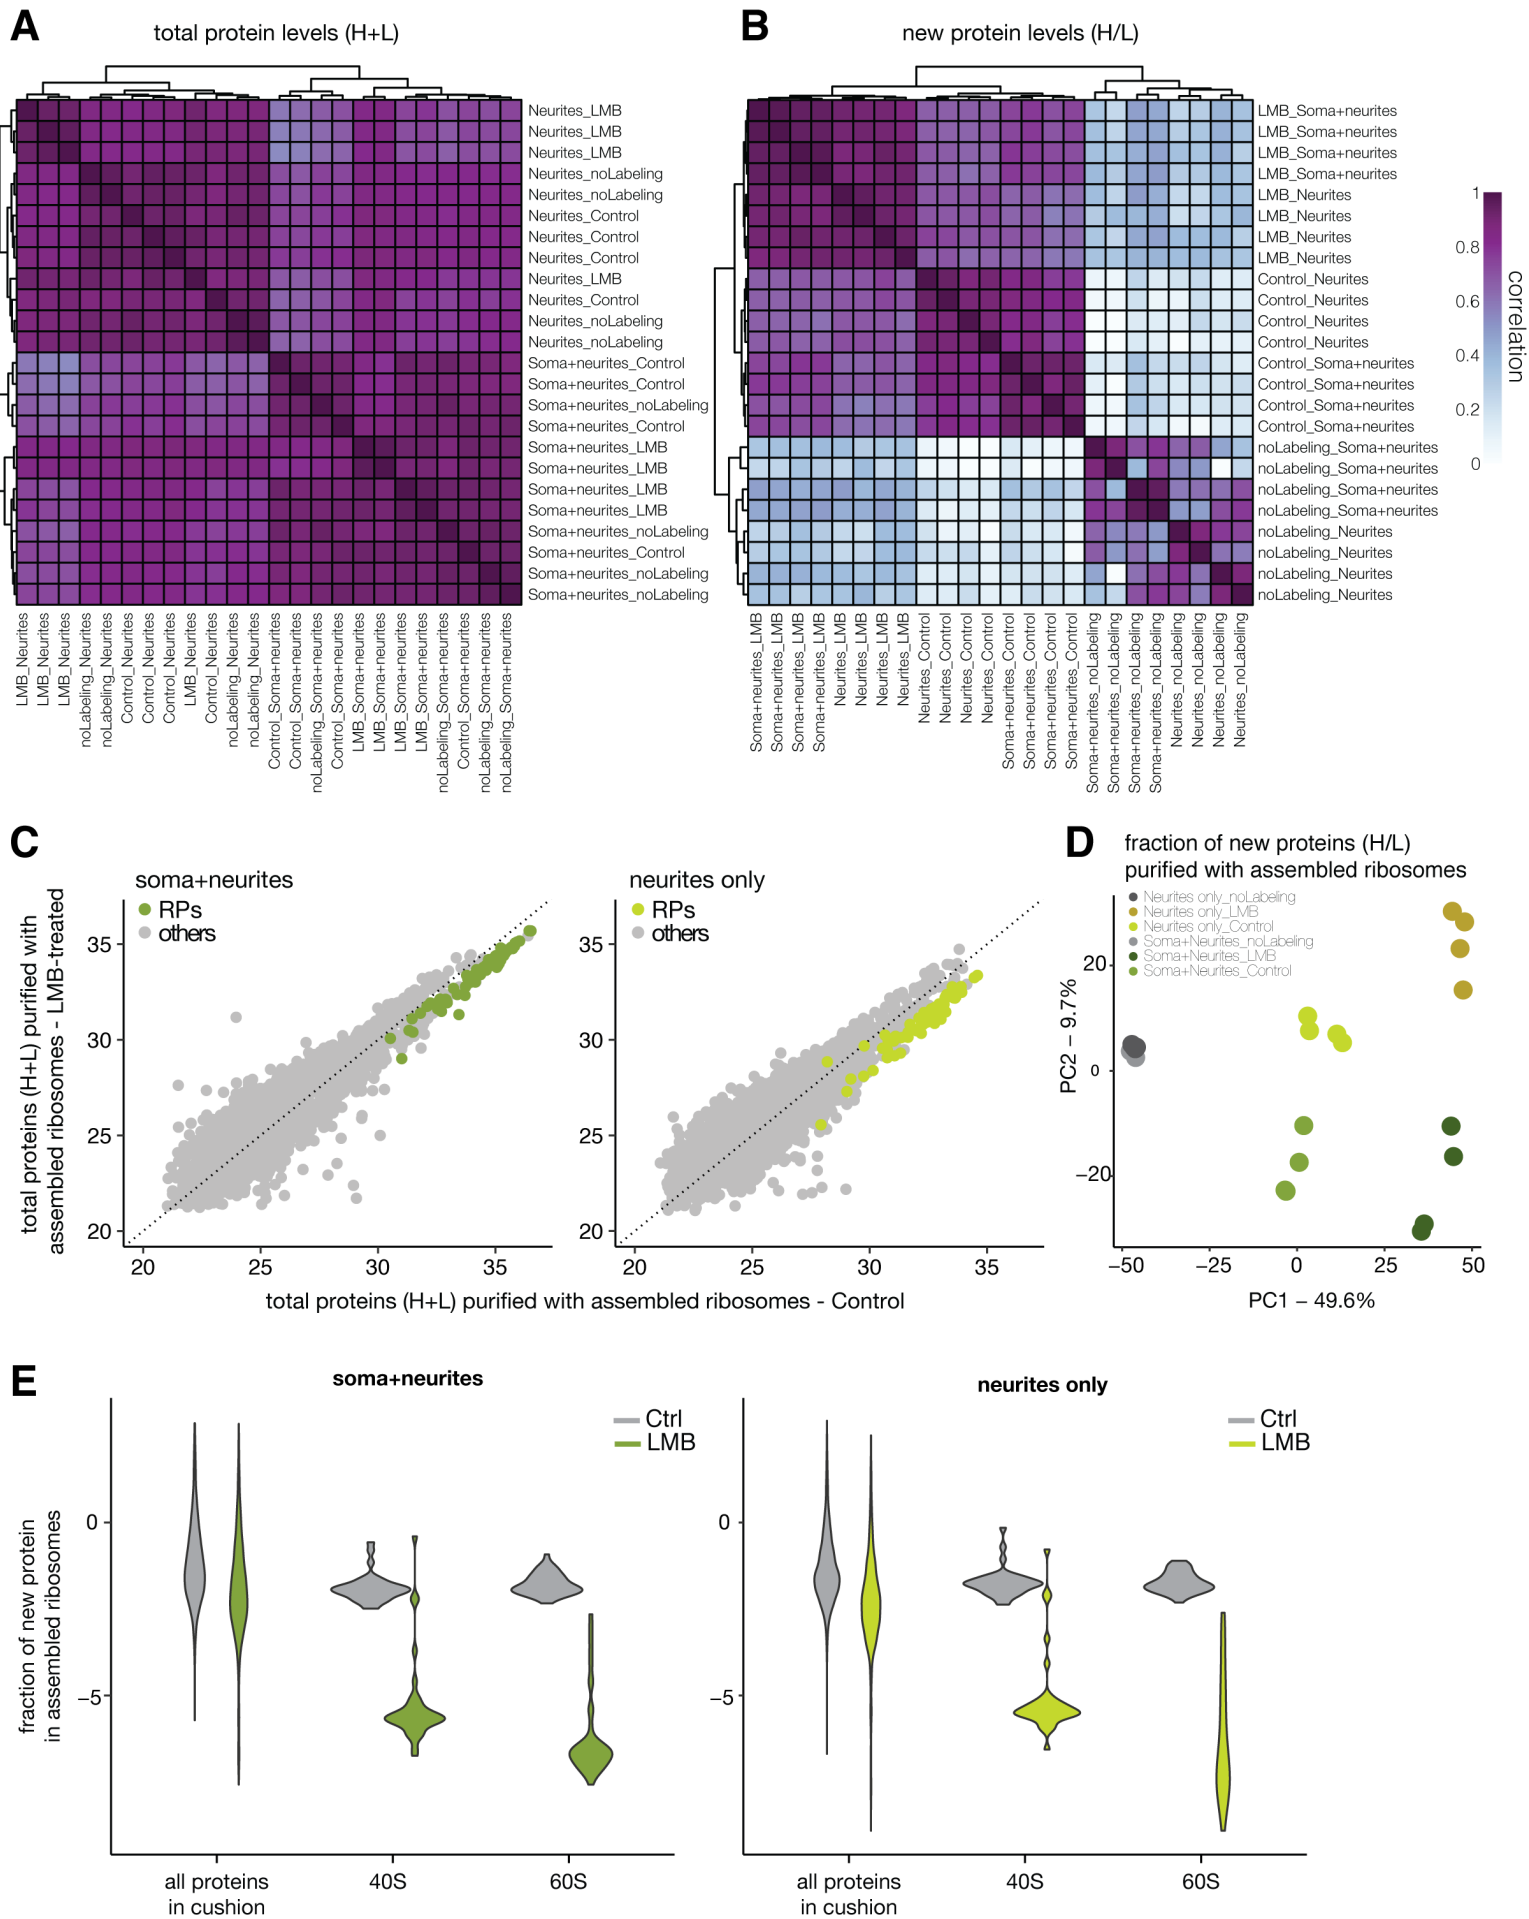 A
total protein levels (H+L)
Neurites_LMB
Neurites_LMB
Neurites_LMB
Neurites_noLabeling
Neurites_noLabeling
Neurites_Control
Neurites_Control
Neurites_Control
Neurites_LMB
Neurites_Control
Neurites_noLabeling
Neurites_noLabeling
Soma+neurites_Control
Soma+neurites_Control
Soma+neurites_noLabeling
Soma+neurites_Control
Soma+neurites_LMB
Soma+neurites_LMB
Soma+neurites_LMB
Soma+neurites_LMB
Soma+neurites_noLabeling
Soma+neurites_Control
Soma+neurites_noLabeling
Soma+neurites_noLabeling
LMB_Neurites
LMB_Neurites
LMB_Neurites
noLabeling_Neurites
noLabeling_Neurites
Control_Neurites
Control_Neurites
Control_Neurites
LMB_Neurites
Control_Neurites
noLabeling_Neurites
noLabeling_Neurites
Control_Soma+neurites
Control_Soma+neurites
noLabeling_Soma+neurites
Control_Soma+neurites
LMB_Soma+neurites
LMB_Soma+neurites
LMB_Soma+neurites
LMB_Soma+neurites
noLabeling_Soma+neurites
Control_Soma+neurites
noLabeling_Soma+neurites
noLabeling_Soma+neurites
B
new protein levels (H/L)
LMB_Soma+neurites
LMB_Soma+neurites
LMB_Soma+neurites
LMB_Soma+neurites
LMB_Neurites
LMB_Neurites
LMB_Neurites
LMB_Neurites
Control_Neurites
Control_Neurites
Control_Neurites
Control_Neurites
Control_Soma+neurites
Control_Soma+neurites
Control_Soma+neurites
Control_Soma+neurites
noLabeling_Soma+neurites
noLabeling_Soma+neurites
noLabeling_Soma+neurites
noLabeling_Soma+neurites
noLabeling_Neurites
noLabeling_Neurites
noLabeling_Neurites
noLabeling_Neurites
Soma+neurites_LMB
Soma+neurites_LMB
Soma+neurites_LMB
Soma+neurites_LMB
Neurites_LMB
Neurites_LMB
Neurites_LMB
Neurites_LMB
Neurites_Control
Neurites_Control
Neurites_Control
Neurites_Control
Soma+neurites_Control
Soma+neurites_Control
Soma+neurites_Control
Soma+neurites_Control
Soma+neurites_noLabeling
Soma+neurites_noLabeling
Soma+neurites_noLabeling
Soma+neurites_noLabeling
Neurites_noLabeling
Neurites_noLabeling
Neurites_noLabeling
Neurites_noLabeling
1
0.8
0.6
0.4
0.2
0
correlation
C
total proteins (H+L) purified with
assembled ribosomes - LMB-treated
soma+neurites
RPs
others
35
30
25
20
20
25
30
35
neurites only
RPs
others
35
30
25
20
20
25
30
35
total proteins (H+L) purified with assembled ribosomes - Control
D
fraction of new proteins (H/L)
purified with assembled ribosomes
Neurites only_noLabeling
Neurites only_LMB
Neurites only_Control
Soma+Neurites_noLabeling
Soma+Neurites_LMB
Soma+Neurites_Control
PC2 – 9.7%
20
0
−20
−50
−25
0
25
50
PC1 – 49.6%
E
fraction of new protein
in assembled ribosomes
soma+neurites
Ctrl
LMB
0
−5
all proteins
in cushion
40S
60S
neurites only
Ctrl
LMB
0
−5
all proteins
in cushion
40S
60S